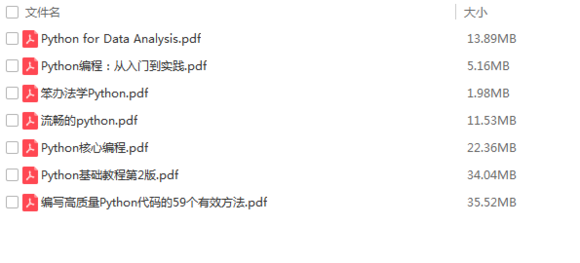 文件名 大小
Python for Data Analysis.pdf 13.89MB
Python编程：从入门到实践.pdf 5.16MB
笨办法学Python.pdf 1.98MB
流畅的python.pdf 11.53MB
Python核心编程.pdf 22.36MB
Python基础教程第2版.pdf 34.04MB
编写高质量Python代码的59个有效方法.pdf 35.52MB